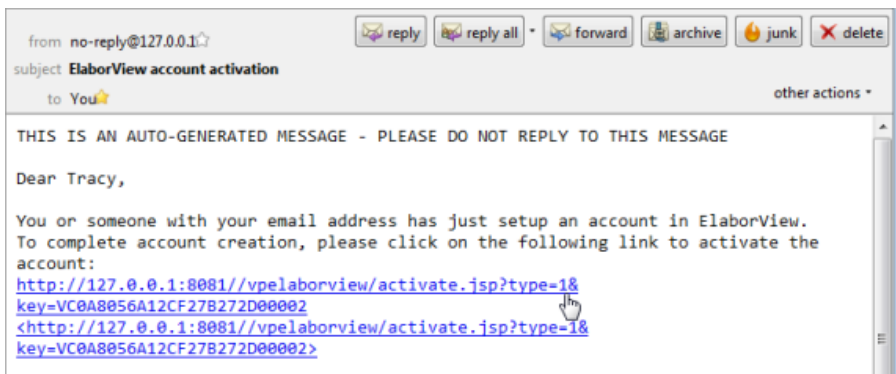 from no-reply@127.0.0.1 reply reply all forward archive junk delete
subject ElaborView account activation
to You other actions
THIS IS AN AUTO-GENERATED MESSAGE - PLEASE DO NOT REPLY TO THIS MESSAGE
Dear Tracy,
You or someone with your email address has just setup an account in ElaborView.
To complete account creation, please click on the following link to activate the
account:
http://127.0.0.1:8081//vpelaborview/activate.jsp?type=1&
key=VC0A8056A12CF27B272D00002
<http://127.0.0.1:8081//vpelaborview/activate.jsp?type=1&
key=VC0A8056A12CF27B272D00002>